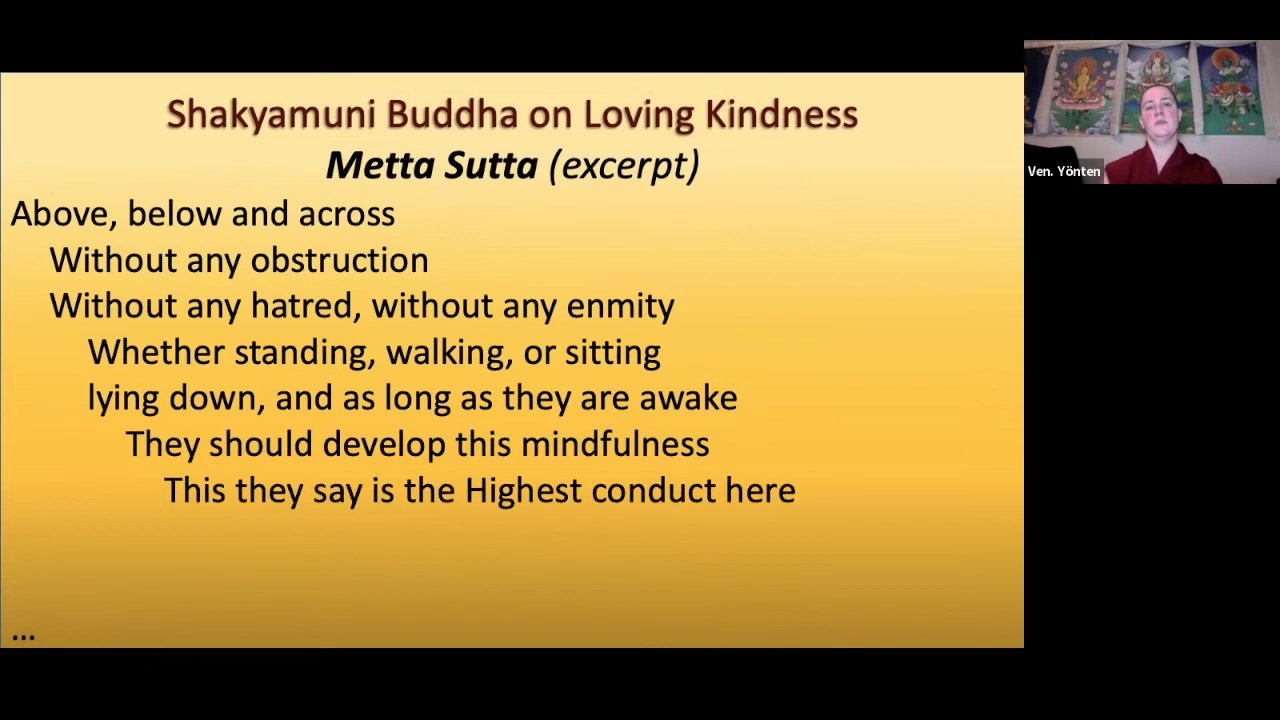 Shakyamuni Buddha on Loving Kindness
Metta Sutta (excerpt)
Above, below and across
Without any obstruction
Without any hatred, without any enmity
Whether standing, walking, or sitting
lying down, and as long as they are awake
They should develop this mindfulness
This they say is the Highest conduct here
...
Ven. Yönten